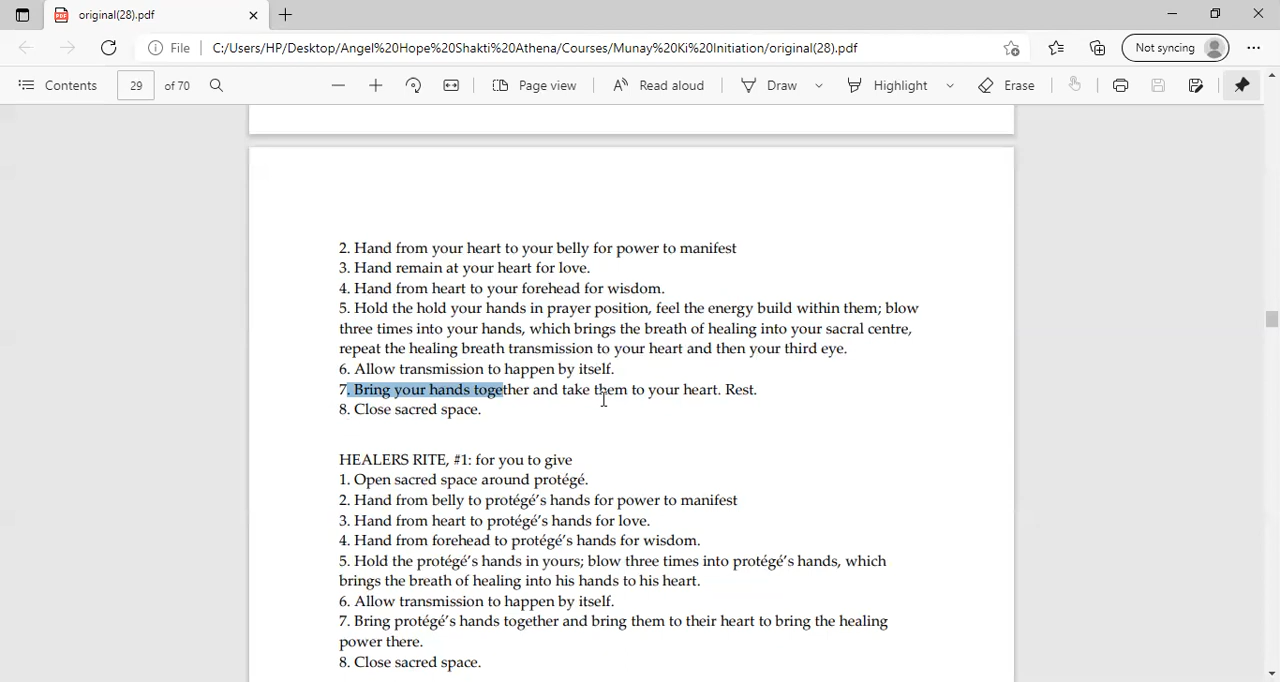 original(28).pdf
File
C:/Users/HP/Desktop/Angel%20Hope%20Shakti%20Athena/Courses/Munay%20Ki%20Initiation/original(28).pdf
Not syncing
Contents
29
of 70
Page view
Read aloud
Draw
Highlight
Erase
2. Hand from your heart to your belly for power to manifest
3. Hand remain at your heart for love.
4. Hand from heart to your forehead for wisdom.
5. Hold the hold your hands in prayer position, feel the energy build within them; blow
three times into your hands, which brings the breath of healing into your sacral centre,
repeat the healing breath transmission to your heart and then your third eye.
6. Allow transmission to happen by itself.
7. Bring your hands together and take them to your heart. Rest.
8. Close sacred space.
HEALERS RITE, #1: for you to give
1. Open sacred space around protégé.
2. Hand from belly to protégé’s hands for power to manifest
3. Hand from heart to protégé’s hands for love.
4. Hand from forehead to protégé’s hands for wisdom.
5. Hold the protégé’s hands in yours; blow three times into protégé’s hands, which
brings the breath of healing into his hands to his heart.
6. Allow transmission to happen by itself.
7. Bring protégé’s hands together and bring them to their heart to bring the healing
power there.
8. Close sacred space.